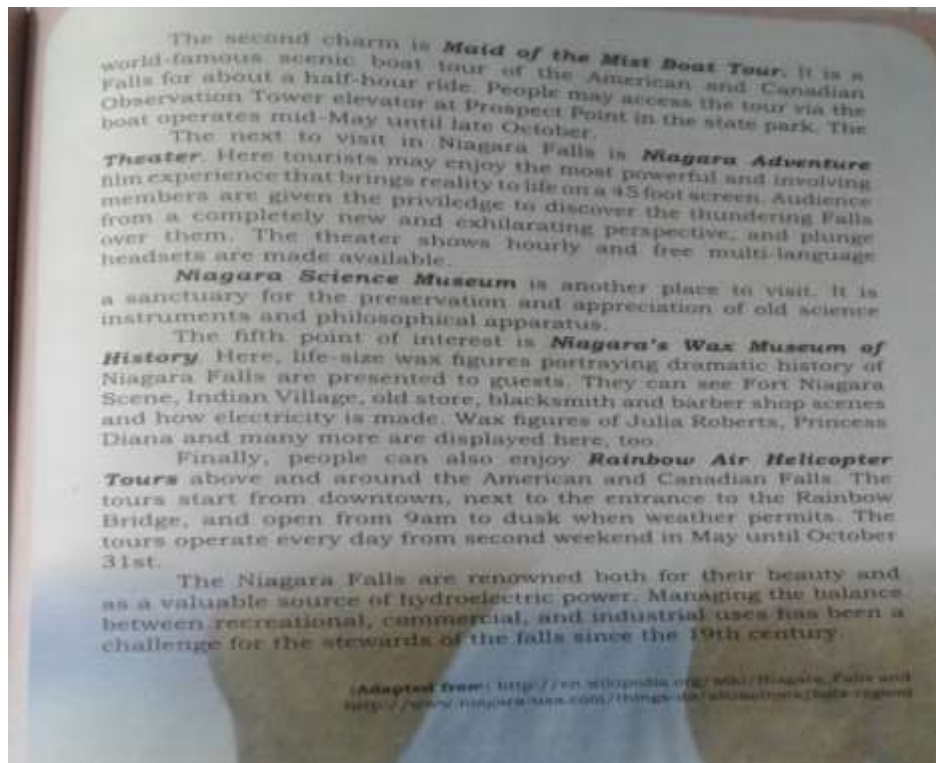 The second charm is Maid of the Mist Boat Tour. It is a
world-famous scenic boat tour of the American and Canadian
Falls for about a half-hour ride. People may access the tour via the
Observation Tower elevator at Prospect Point in the state park. The
boat operates mid-May until late October.
The next to visit in Niagara Falls is Niagara Adventure
Theater. Here tourists may enjoy the most powerful and involving
film experience that brings reality to life on a 45 foot screen. Audience
members are given the priviledge to discover the thundering Falls
from a completely new and exhilarating perspective, and plunge
over them. The theater shows hourly and free multi-language
headsets are made available.
Niagara Science Museum is another place to visit. It is
a sanctuary for the preservation and appreciation of old science
instruments and philosophical apparatus.
The fifth point of interest is Niagara's Wax Museum of
History. Here, life-size wax figures portraying dramatic history of
Niagara Falls are presented to guests. They can see Fort Niagara
Scene, Indian Village, old store, blacksmith and barber shop scenes
and how electricity is made. Wax figures of Julia Roberts, Princess
Diana and many more are displayed here, too.
Finally, people can also enjoy Rainbow Air Helicopter
Tours above and around the American and Canadian Falls. The
tours start from downtown, next to the entrance to the Rainbow
Bridge, and open from 9am to dusk when weather permits. The
tours operate every day from second weekend in May until October
31st.
The Niagara Falls are renowned both for their beauty and
as a valuable source of hydroelectric power. Managing the balance
between recreational, commercial, and industrial uses has been a
challenge for the stewards of the falls since the 19th century.
(Adapted from: http://en.wikipedia.org/wiki/Niagara_Falls and
http://www.niagara-usa.com/things-do/attractions/falls-region)